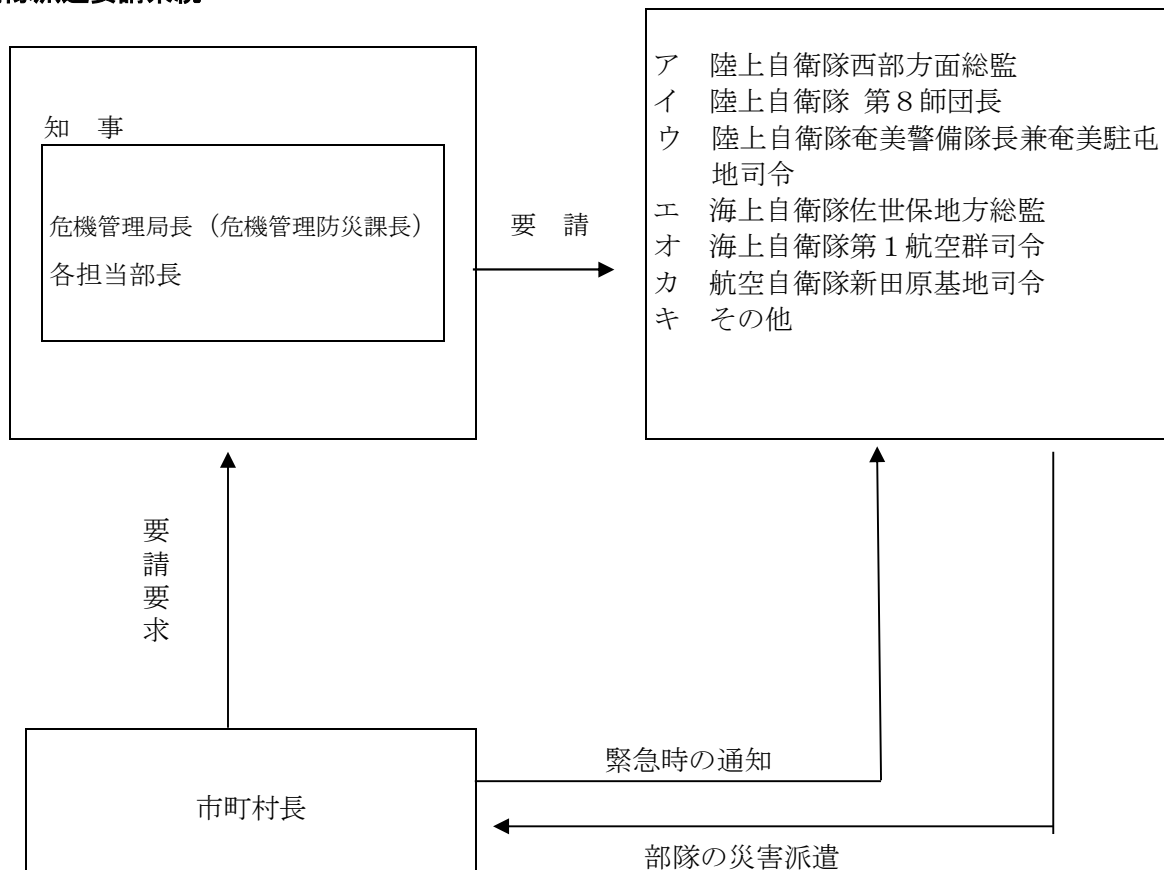 知　事
危機管理局長（危機管理防災課長）
各担当部長
要　請
ア　陸上自衛隊西部方面総監
イ　陸上自衛隊 第８師団長
ウ　陸上自衛隊奄美警備隊長兼奄美駐屯
地司令
エ　海上自衛隊佐世保地方総監
オ　海上自衛隊第１航空群司令
カ　航空自衛隊新田原基地司令
キ　その他
要請要求
市町村長
緊急時の通知
部隊の災害派遣